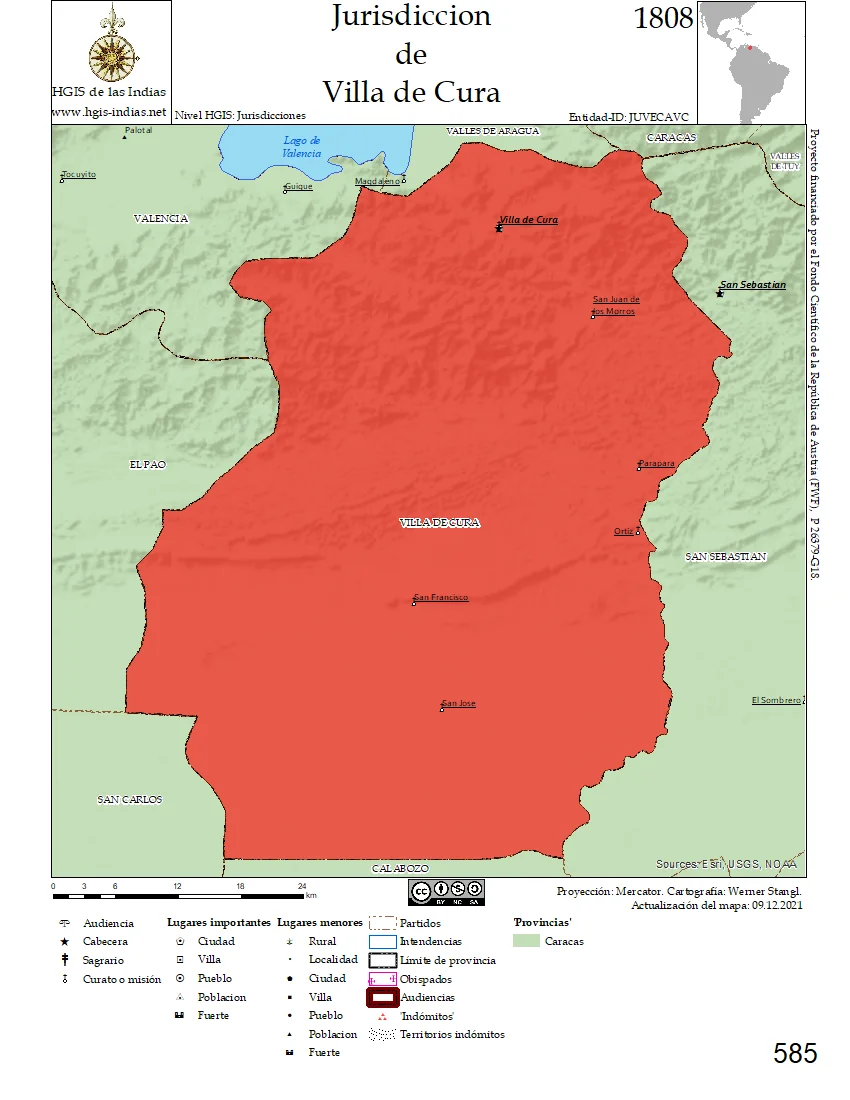 Jurisdiccion
de
Villa de Cura
1808
HGIS de las Indias
www.hgis-indias.net
Nivel HGIS: Jurisdicciones
Entidad-ID: JUVECAVC
Palotal
Lago de
Valencia
VALLES DE ARAGUA
CARACAS
VALLES
DE TUY
Tocuyito
Guique
Magdaleno
VALENCIA
Villa de Cura
San Sebastian
San Juan de
los Morros
EL PAO
Parapara
VILLA DE CURA
Ortiz
SAN SEBASTIAN
San Francisco
San Jose
El Sombrero
SAN CARLOS
CALABOZO
Sources: Esri, USGS, NOAA
Proyecto financiado por el Fondo Científico de la República de Austria (FWF), P 26379-G18.
0 3 6 12 18 24
km
cc
BY NC SA
Proyección: Mercator. Cartografía: Werner Stangl.
Actualización del mapa: 09.12.2021
Audiencia
Cabecera
Sagrario
Curato o misión
Lugares importantes
Ciudad
Villa
Pueblo
Poblacion
Fuerte
Lugares menores
Rural
Localidad
Ciudad
Villa
Pueblo
Poblacion
Fuerte
Partidos
Intendencias
Límite de provincia
Obispados
Audiencias
'Indómitos'
Territorios indómitos
'Provincias'
Caracas
585